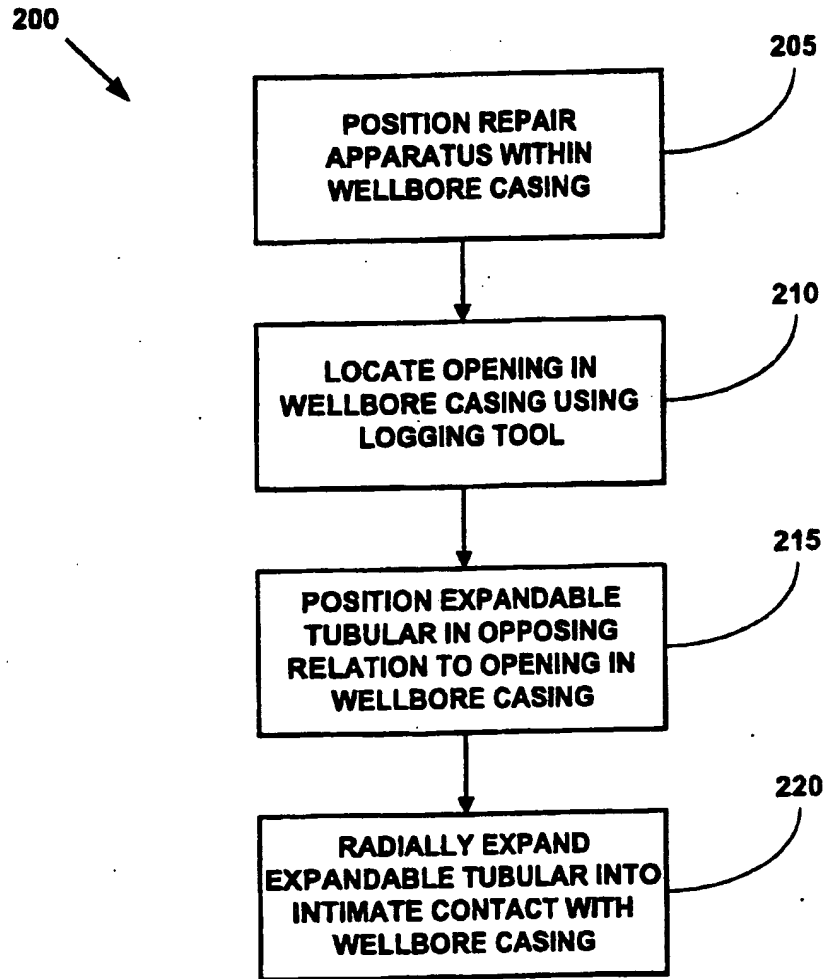 200
205
POSITION REPAIR
APPARATUS WITHIN
WELLBORE CASING
210
LOCATE OPENING IN
WELLBORE CASING USING
LOGGING TOOL
215
POSITION EXPANDABLE
TUBULAR IN OPPOSING
RELATION TO OPENING IN
WELLBORE CASING
220
RADIALLY EXPAND
EXPANDABLE TUBULAR INTO
INTIMATE CONTACT WITH
WELLBORE CASING